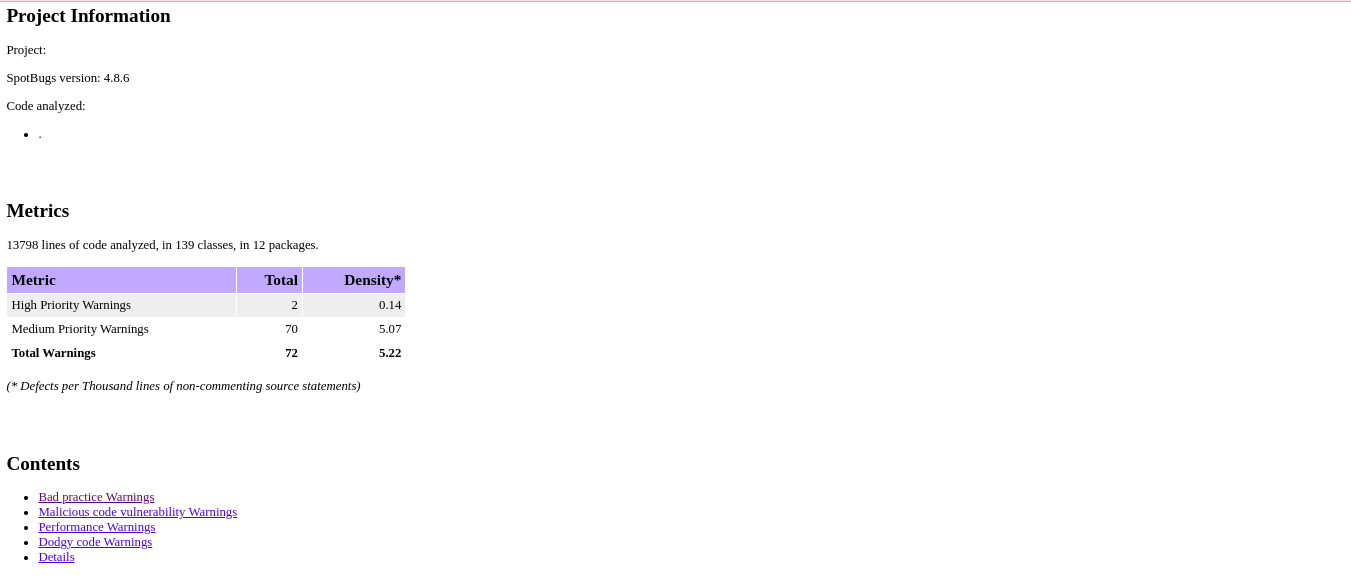 Project Information
Project:
SpotBugs version: 4.8.6
Code analyzed:
• .
Metrics
13798 lines of code analyzed, in 139 classes, in 12 packages.
Metric Total Density*
High Priority Warnings 2 0.14
Medium Priority Warnings 70 5.07
Total Warnings 72 5.22
(* Defects per Thousand lines of non-commenting source statements)
Contents
• Bad practice Warnings
• Malicious code vulnerability Warnings
• Performance Warnings
• Dodgy code Warnings
• Details